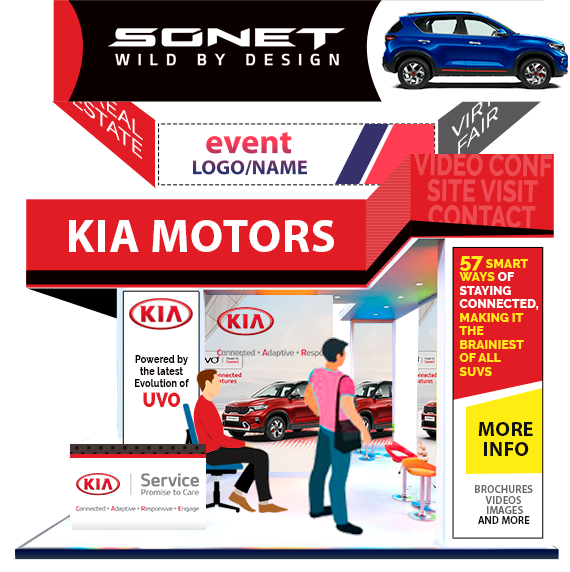 SONET
WILD BY DESIGN
REAL
ESTATE
event
LOGO/NAME
VIRT
FAIR
VIDEO CONF
SITE VISIT
CONTACT
KIA MOTORS
KIA
Powered by
the latest
Evolution of
UVO
KIA
Connected • Adaptive • Respo
VO
nnected
atures
57 SMART
WAYS OF
STAYING
CONNECTED,
MAKING IT
THE
BRAINIEST
OF ALL
SUVS
MORE
INFO
BROCHURES
VIDEOS
IMAGES
AND MORE
KIA
Service
Promise to Care
Connected • Adaptive • Responsive • Engage